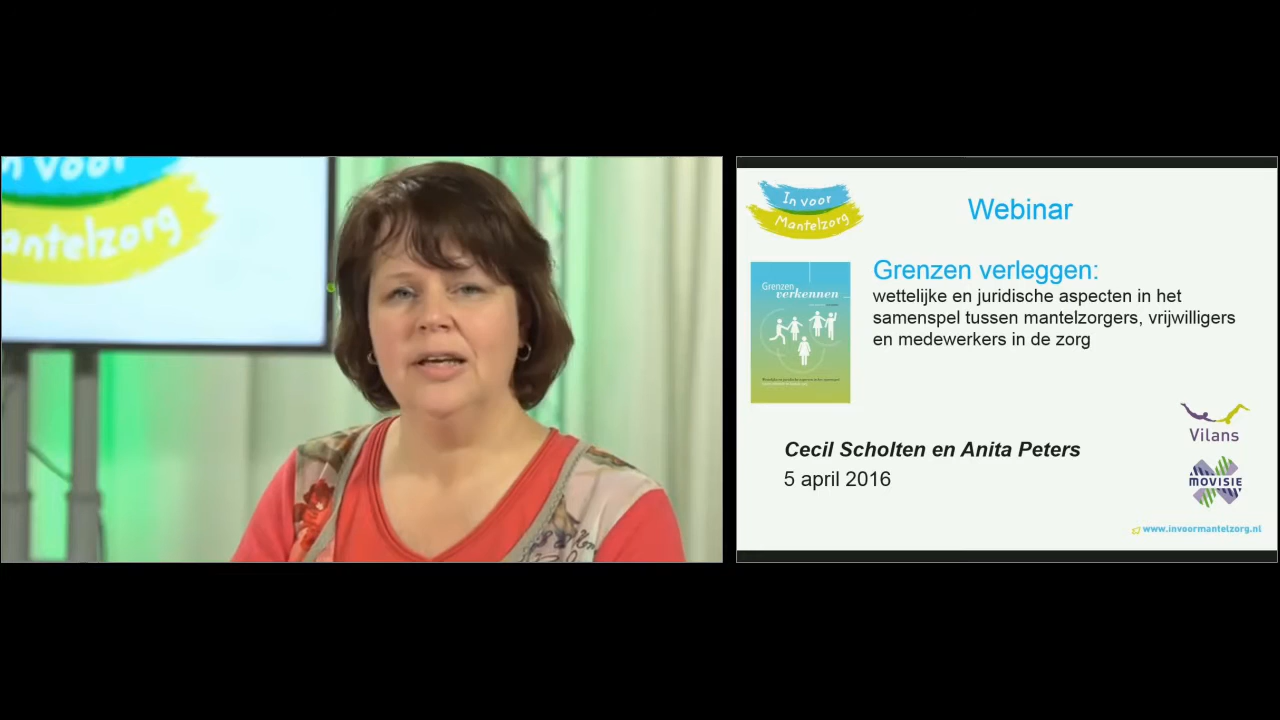 n voor
antelzorg
In voor
Mantelzorg
Webinar
Grenzen verleggen:
wettelijke en juridische aspecten in het
samenspel tussen mantelzorgers, vrijwilligers
en medewerkers in de zorg
Grenzen
verkennen
Cecil Scholten en Anita Peters
5 april 2016
Vilans
MOVISIE
www.invoormantelzorg.nl